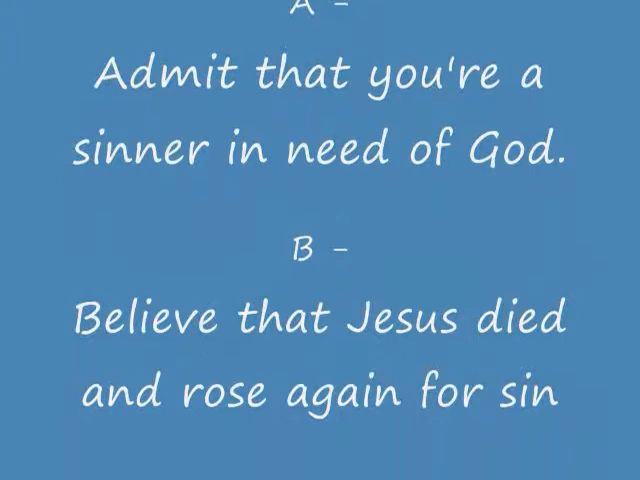 A -
Admit that you're a
sinner in need of God.
B -
Believe that Jesus died
and rose again for sin